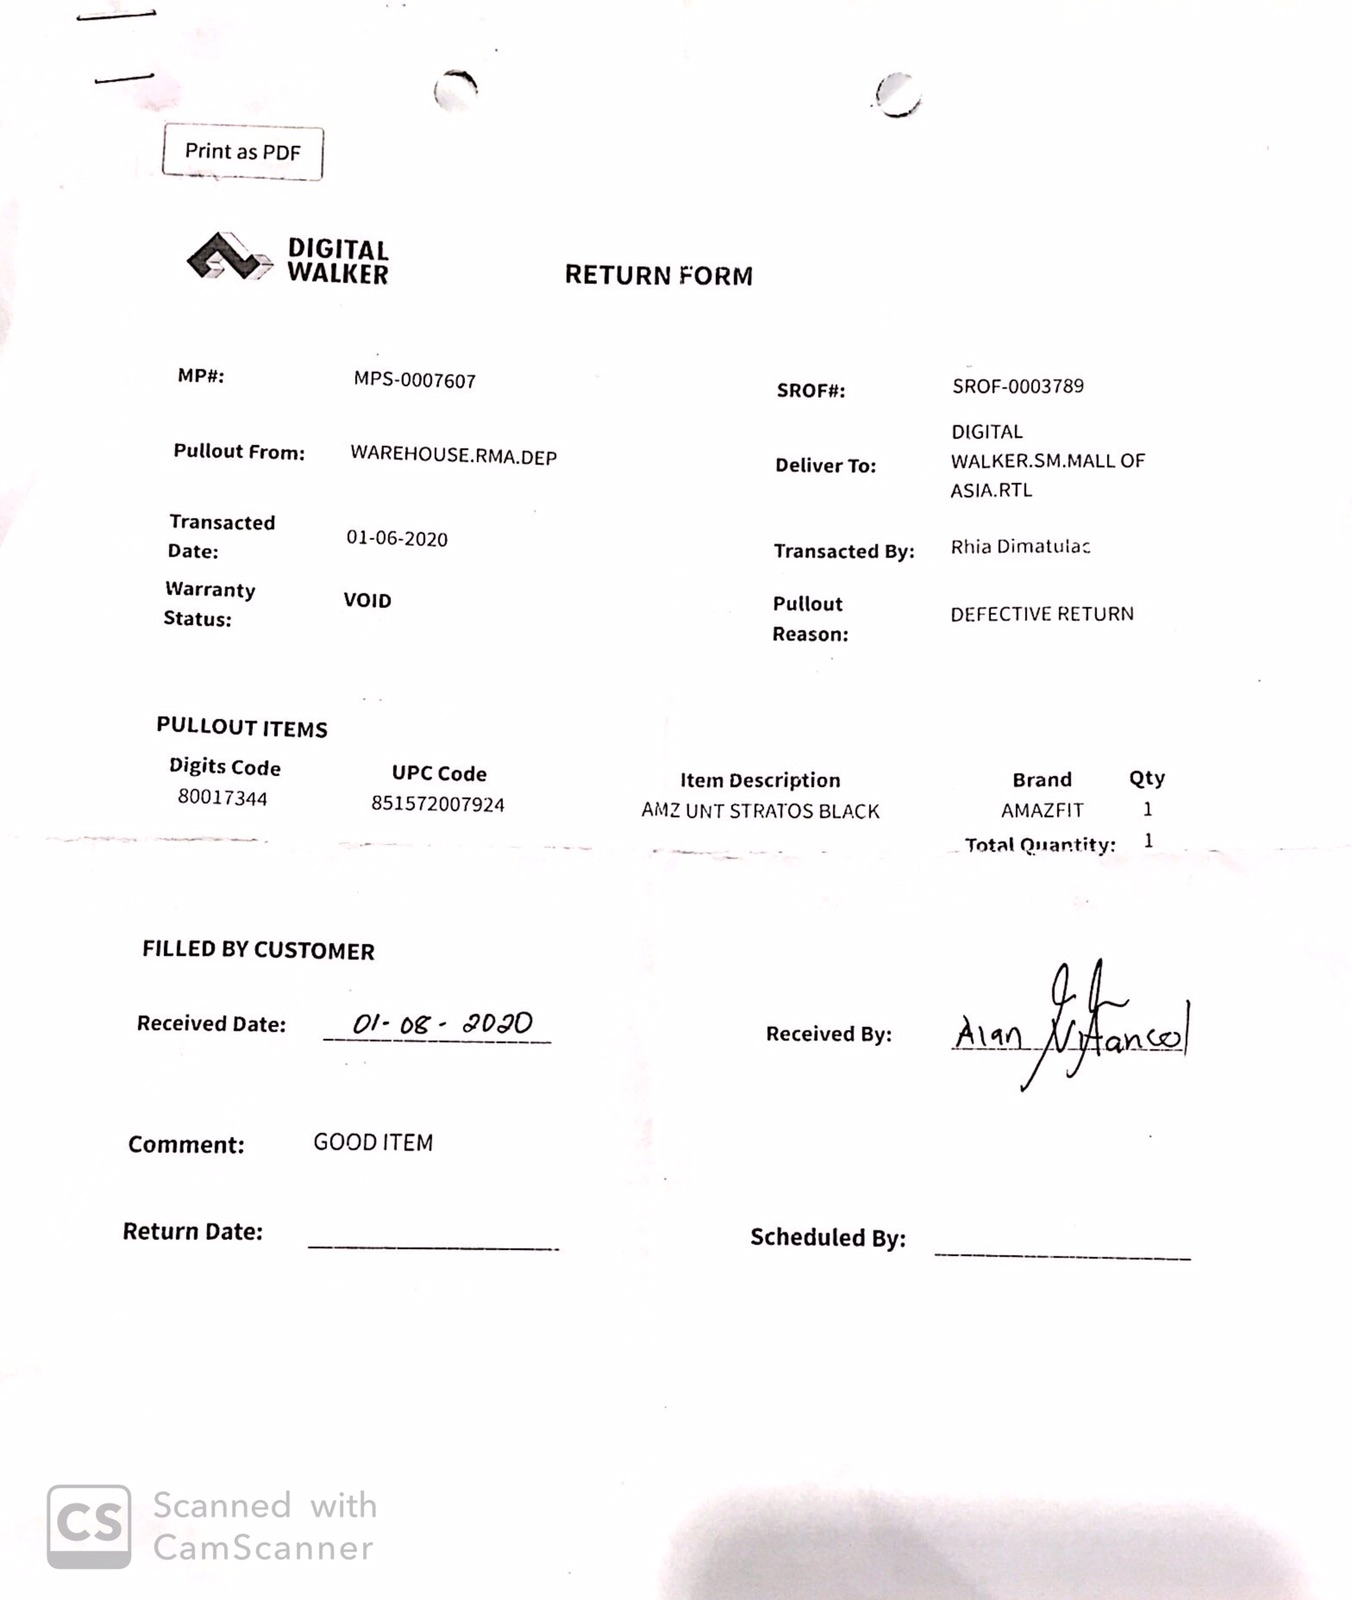 Print as PDF
DIGITAL
WALKER
RETURN FORM
MP#: MPS-0007607
SROF#: SROF-0003789
Pullout From: WAREHOUSE.RMA.DEP
Deliver To: DIGITAL
WALKER.SM.MALL OF
ASIA.RTL
Transacted
Date: 01-06-2020
Transacted By: Rhia Dimatulac
Warranty
Status: VOID
Pullout
Reason: DEFECTIVE RETURN
PULLOUT ITEMS
Digits Code UPC Code Item Description Brand Qty
80017344 851572007924 AMZ UNT STRATOS BLACK AMAZFIT 1
Total Quantity: 1
FILLED BY CUSTOMER
Received Date: 01-08-2020
Received By: Alan
Comment: GOOD ITEM
Return Date:
Scheduled By:
CS Scanned with
CamScanner